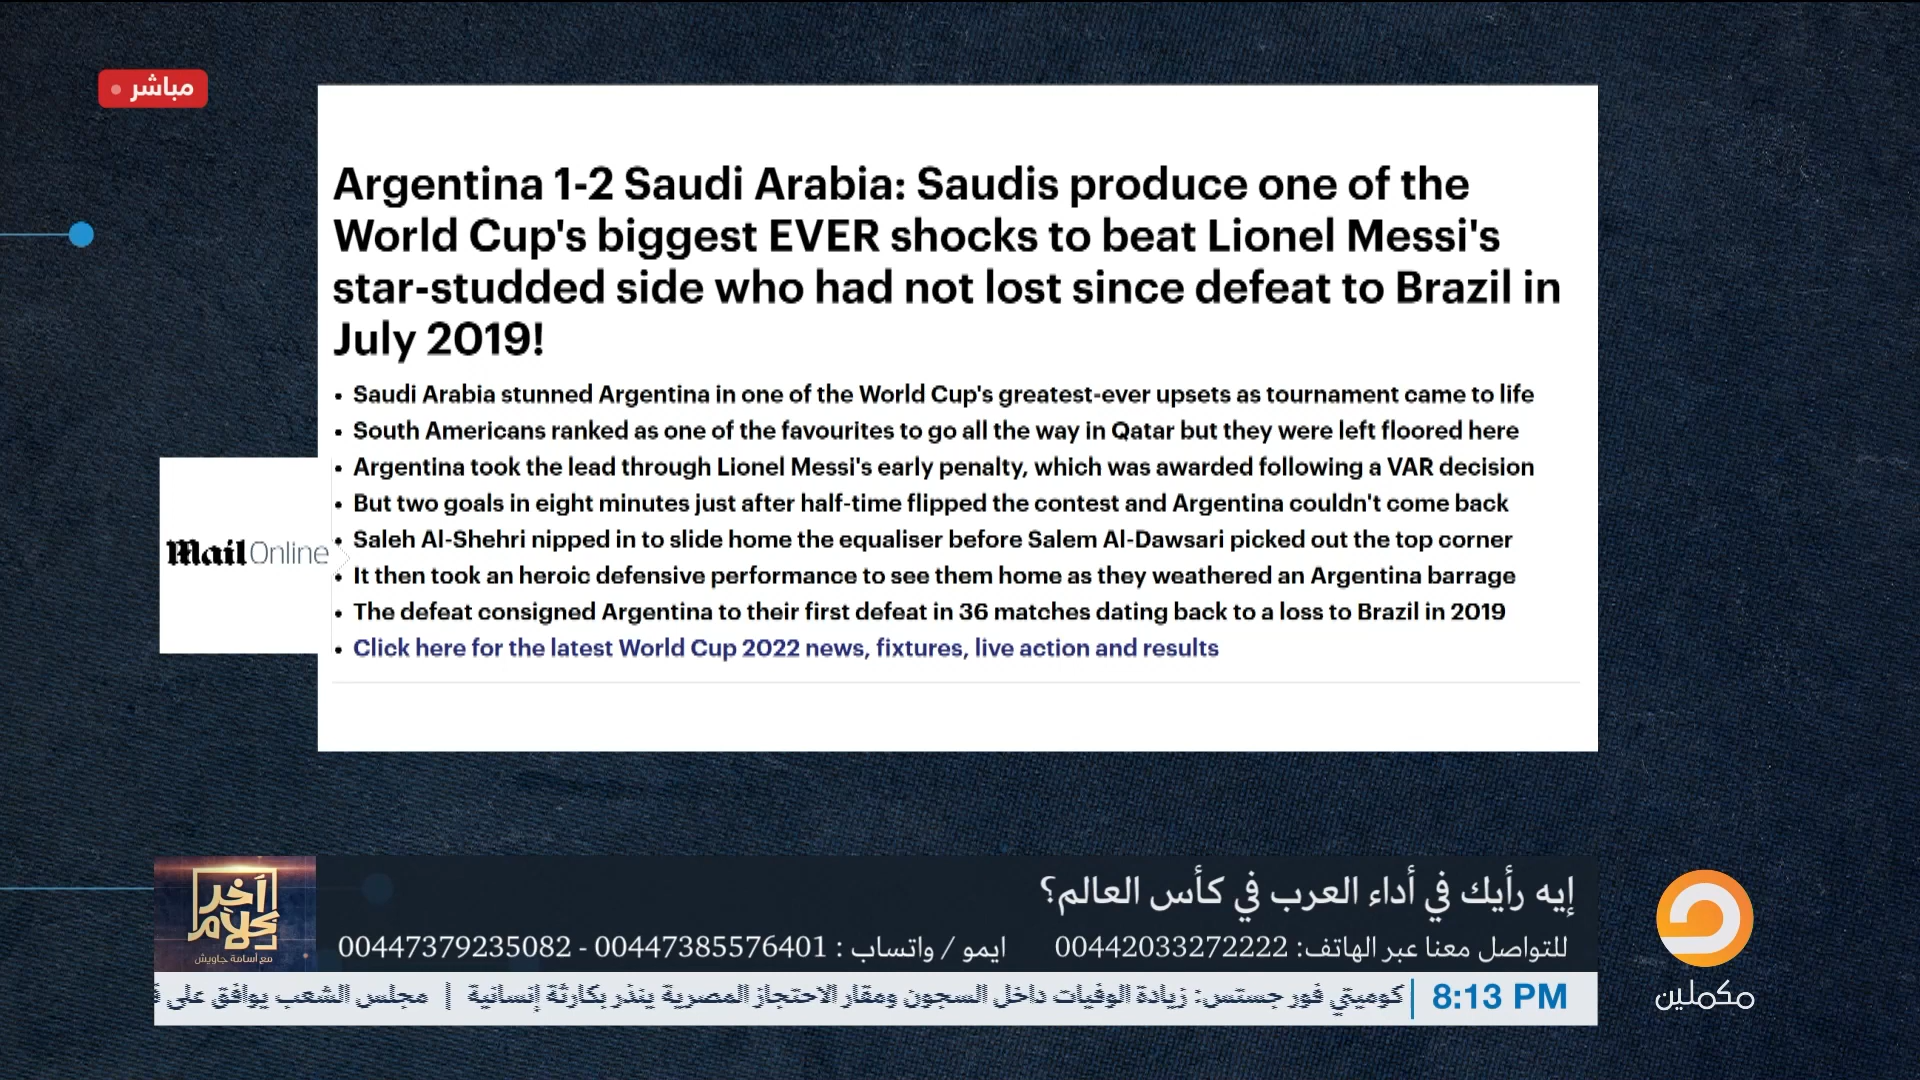 مباشر
Argentina 1-2 Saudi Arabia: Saudis produce one of the
World Cup's biggest EVER shocks to beat Lionel Messi's
star-studded side who had not lost since defeat to Brazil in
July 2019!
• Saudi Arabia stunned Argentina in one of the World Cup's greatest-ever upsets as tournament came to life
• South Americans ranked as one of the favourites to go all the way in Qatar but they were left floored here
• Argentina took the lead through Lionel Messi's early penalty, which was awarded following a VAR decision
• But two goals in eight minutes just after half-time flipped the contest and Argentina couldn't come back
• Saleh Al-Shehri nipped in to slide home the equaliser before Salem Al-Dawsari picked out the top corner
• It then took an heroic defensive performance to see them home as they weathered an Argentina barrage
• The defeat consigned Argentina to their first defeat in 36 matches dating back to a loss to Brazil in 2019
• Click here for the latest World Cup 2022 news, fixtures, live action and results
Mail Online
إيه رأيك في أداء العرب في كأس العالم؟
للتواصل معنا عبر الهاتف: 00442033272222 ايمو / واتساب : 00447385576401 - 00447379235082
آخر كلام
مع أسامة جاويش
8:13 PM
كوميتي فور جستس: زيادة الوفيات داخل السجون ومقار الاحتجاز المصرية ينذر بكارثة إنسانية | مجلس الشعب يوافق على
مكملين